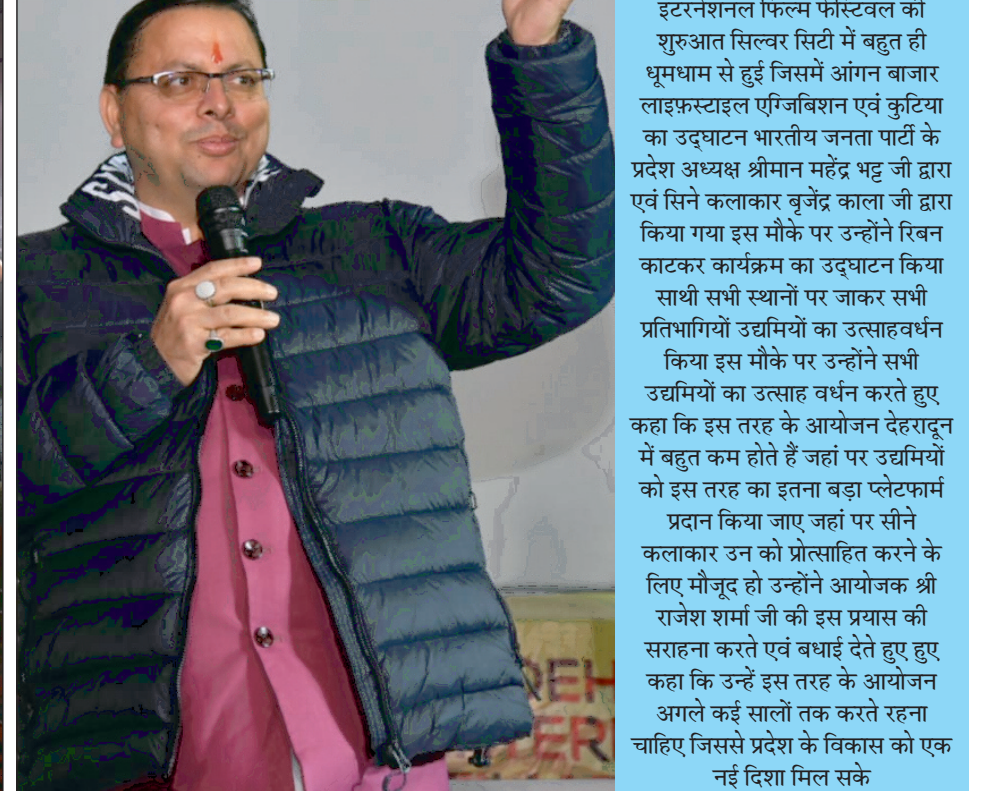 इंटरनेशनल फिल्म फेस्टिवल की
शुरुआत सिल्वर सिटी में बहुत ही
धूमधाम से हुई जिसमें आंगन बाजार
लाइफ़स्टाइल एग्जिबिशन एवं कुटिया
का उद्घाटन भारतीय जनता पार्टी के
प्रदेश अध्यक्ष श्रीमान महेंद्र भट्ट जी द्वारा
एवं सिने कलाकार बृजेंद्र काला जी द्वारा
किया गया इस मौके पर उन्होंने रिबन
काटकर कार्यक्रम का उद्घाटन किया
साथी सभी स्थानों पर जाकर सभी
प्रतिभागियों उद्यमियों का उत्साहवर्धन
किया इस मौके पर उन्होंने सभी
उद्यमियों का उत्साह वर्धन करते हुए
कहा कि इस तरह के आयोजन देहरादून
में बहुत कम होते हैं जहां पर उद्यमियों
को इस तरह का इतना बड़ा प्लेटफार्म
प्रदान किया जाए जहां पर सीने
कलाकार उन को प्रोत्साहित करने के
लिए मौजूद हो उन्होंने आयोजक श्री
राजेश शर्मा जी की इस प्रयास की
सराहना करते एवं बधाई देते हुए हुए
कहा कि उन्हें इस तरह के आयोजन
अगले कई सालों तक करते रहना
चाहिए जिससे प्रदेश के विकास को एक
नई दिशा मिल सके